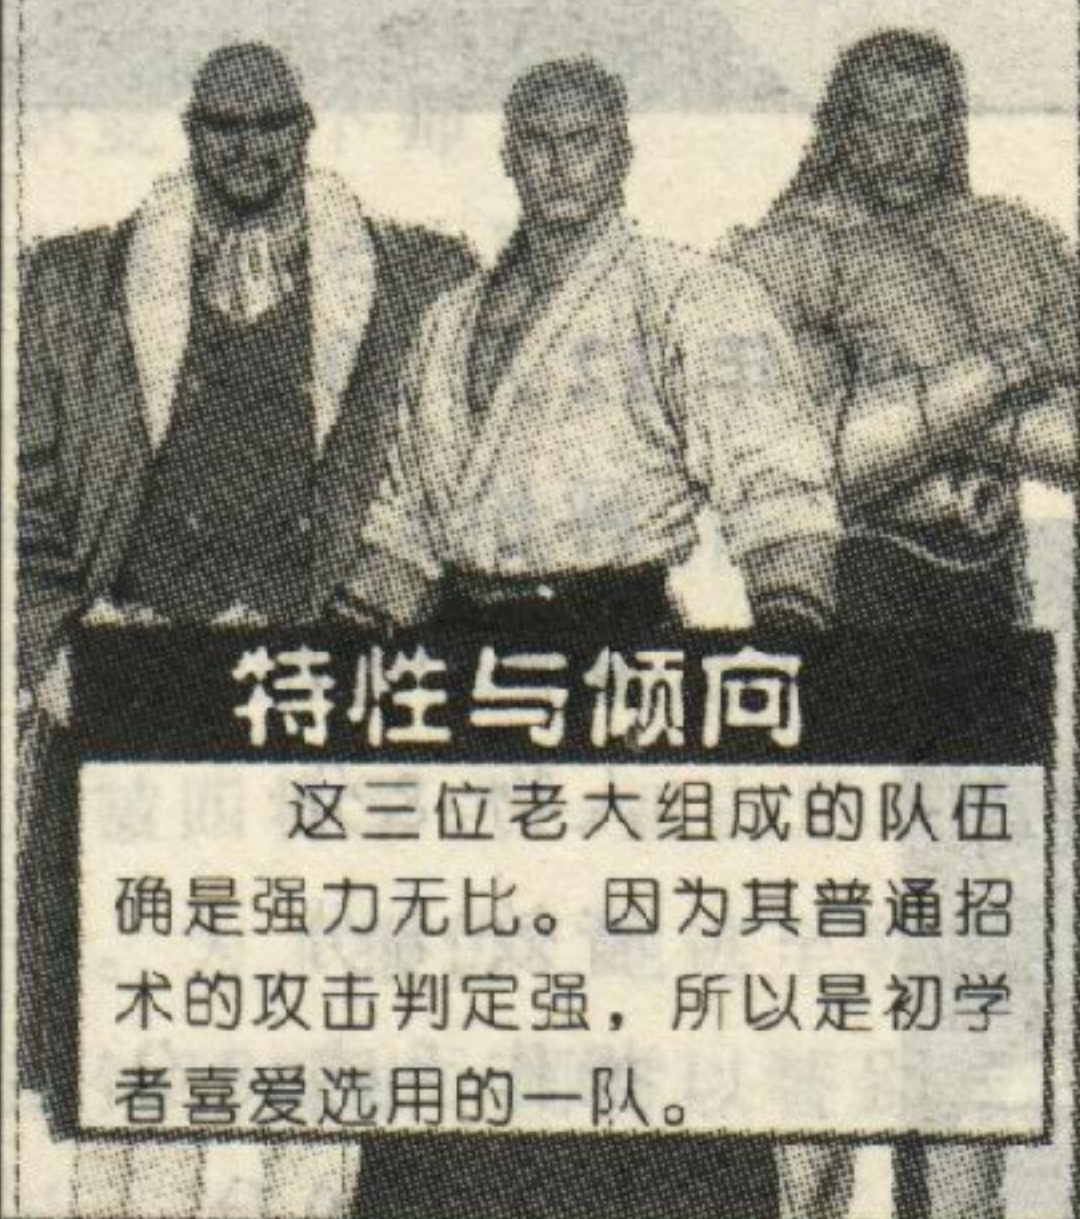 特性与倾向
这三位老大组成的队伍
确是强力无比。因为其普通招
术的攻击判定强，所以是初学
者喜爱选用的一队。